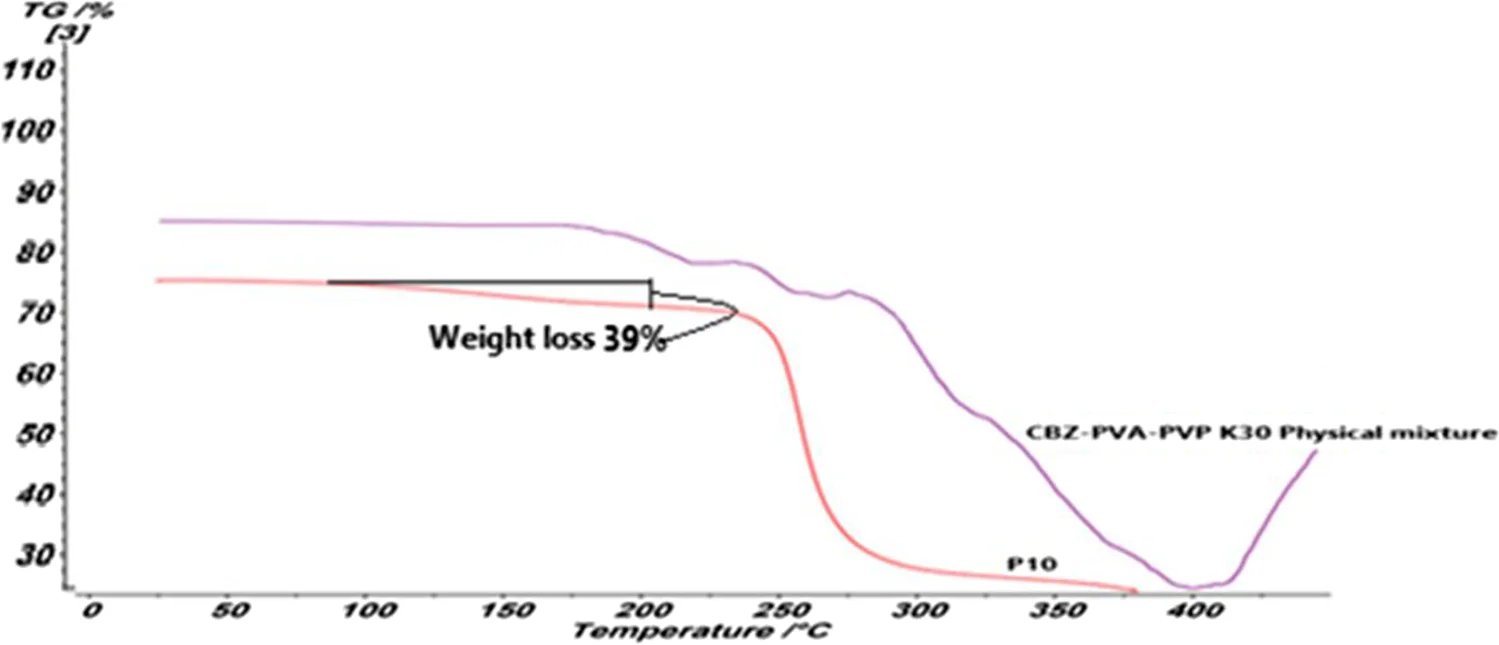 TG /%
[3]
110
100
90
80
70
60
50
40
30
Weight loss 39%
CBZ-PVA-PVP K30 Physical mixture
P10
0 50 100 150 200 250 300 350 400
Temperature /°C